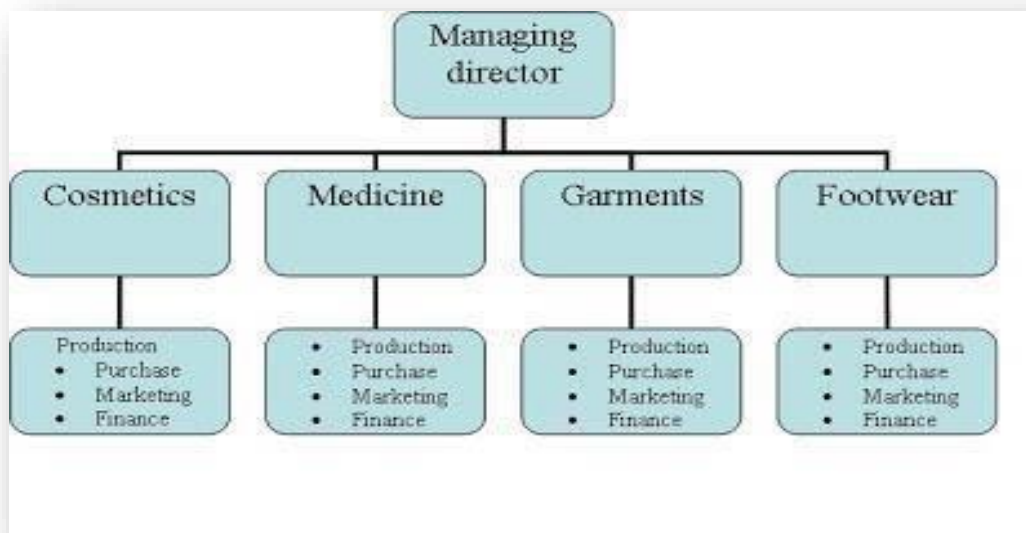 Managing
director
Cosmetics
Medicine
Garments
Footwear
Production
• Purchase
• Marketing
• Finance
• Production
• Purchase
• Marketing
• Finance
• Production
• Purchase
• Marketing
• Finance
• Production
• Purchase
• Marketing
• Finance